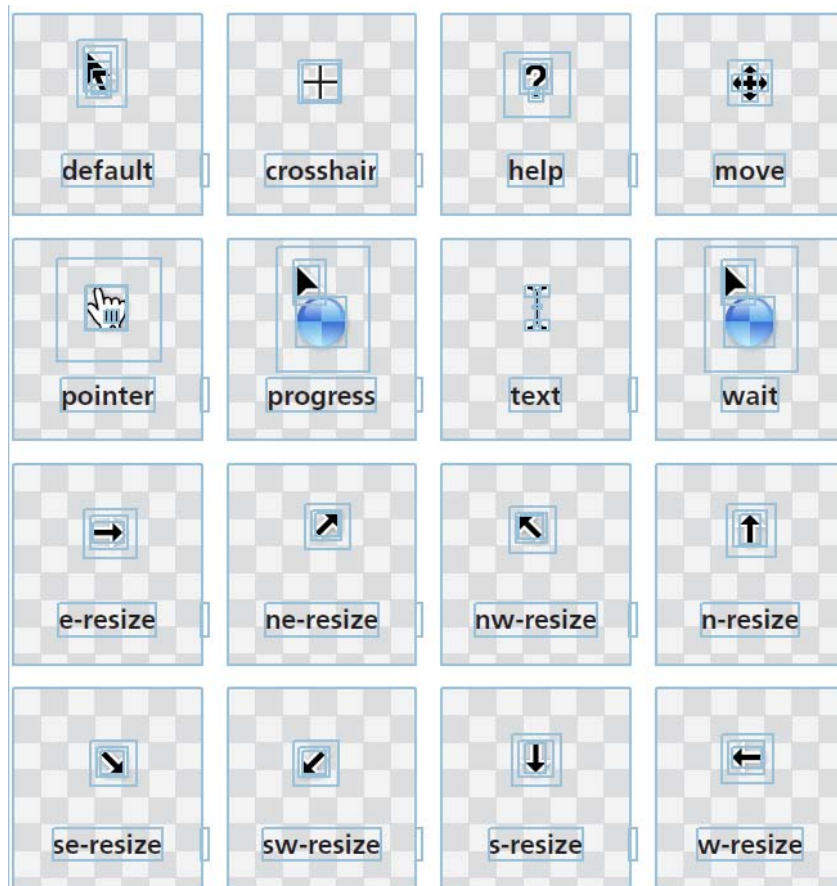 default crosshair help move
?
pointer progress text wait
e-resize ne-resize nw-resize n-resize
se-resize sw-resize s-resize w-resize